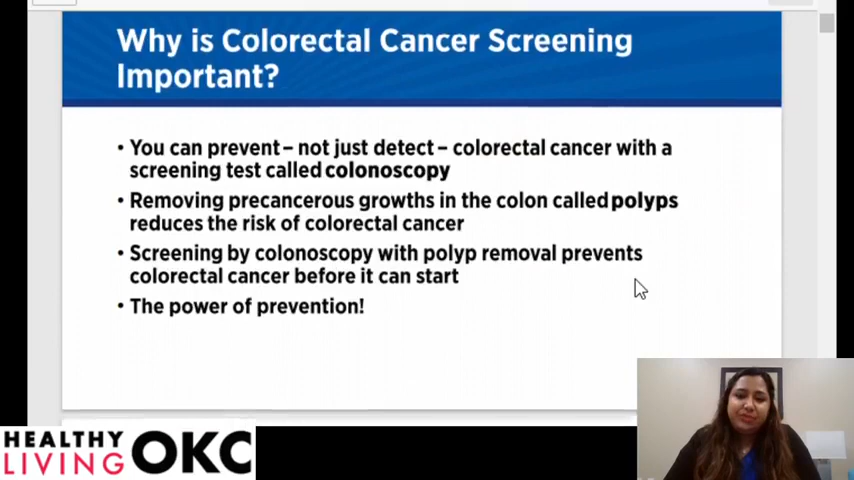 Why is Colorectal Cancer Screening
Important?
• You can prevent – not just detect – colorectal cancer with a
screening test called colonoscopy
• Removing precancerous growths in the colon called polyps
reduces the risk of colorectal cancer
• Screening by colonoscopy with polyp removal prevents
colorectal cancer before it can start
• The power of prevention!
HEALTHY
LIVING OKC